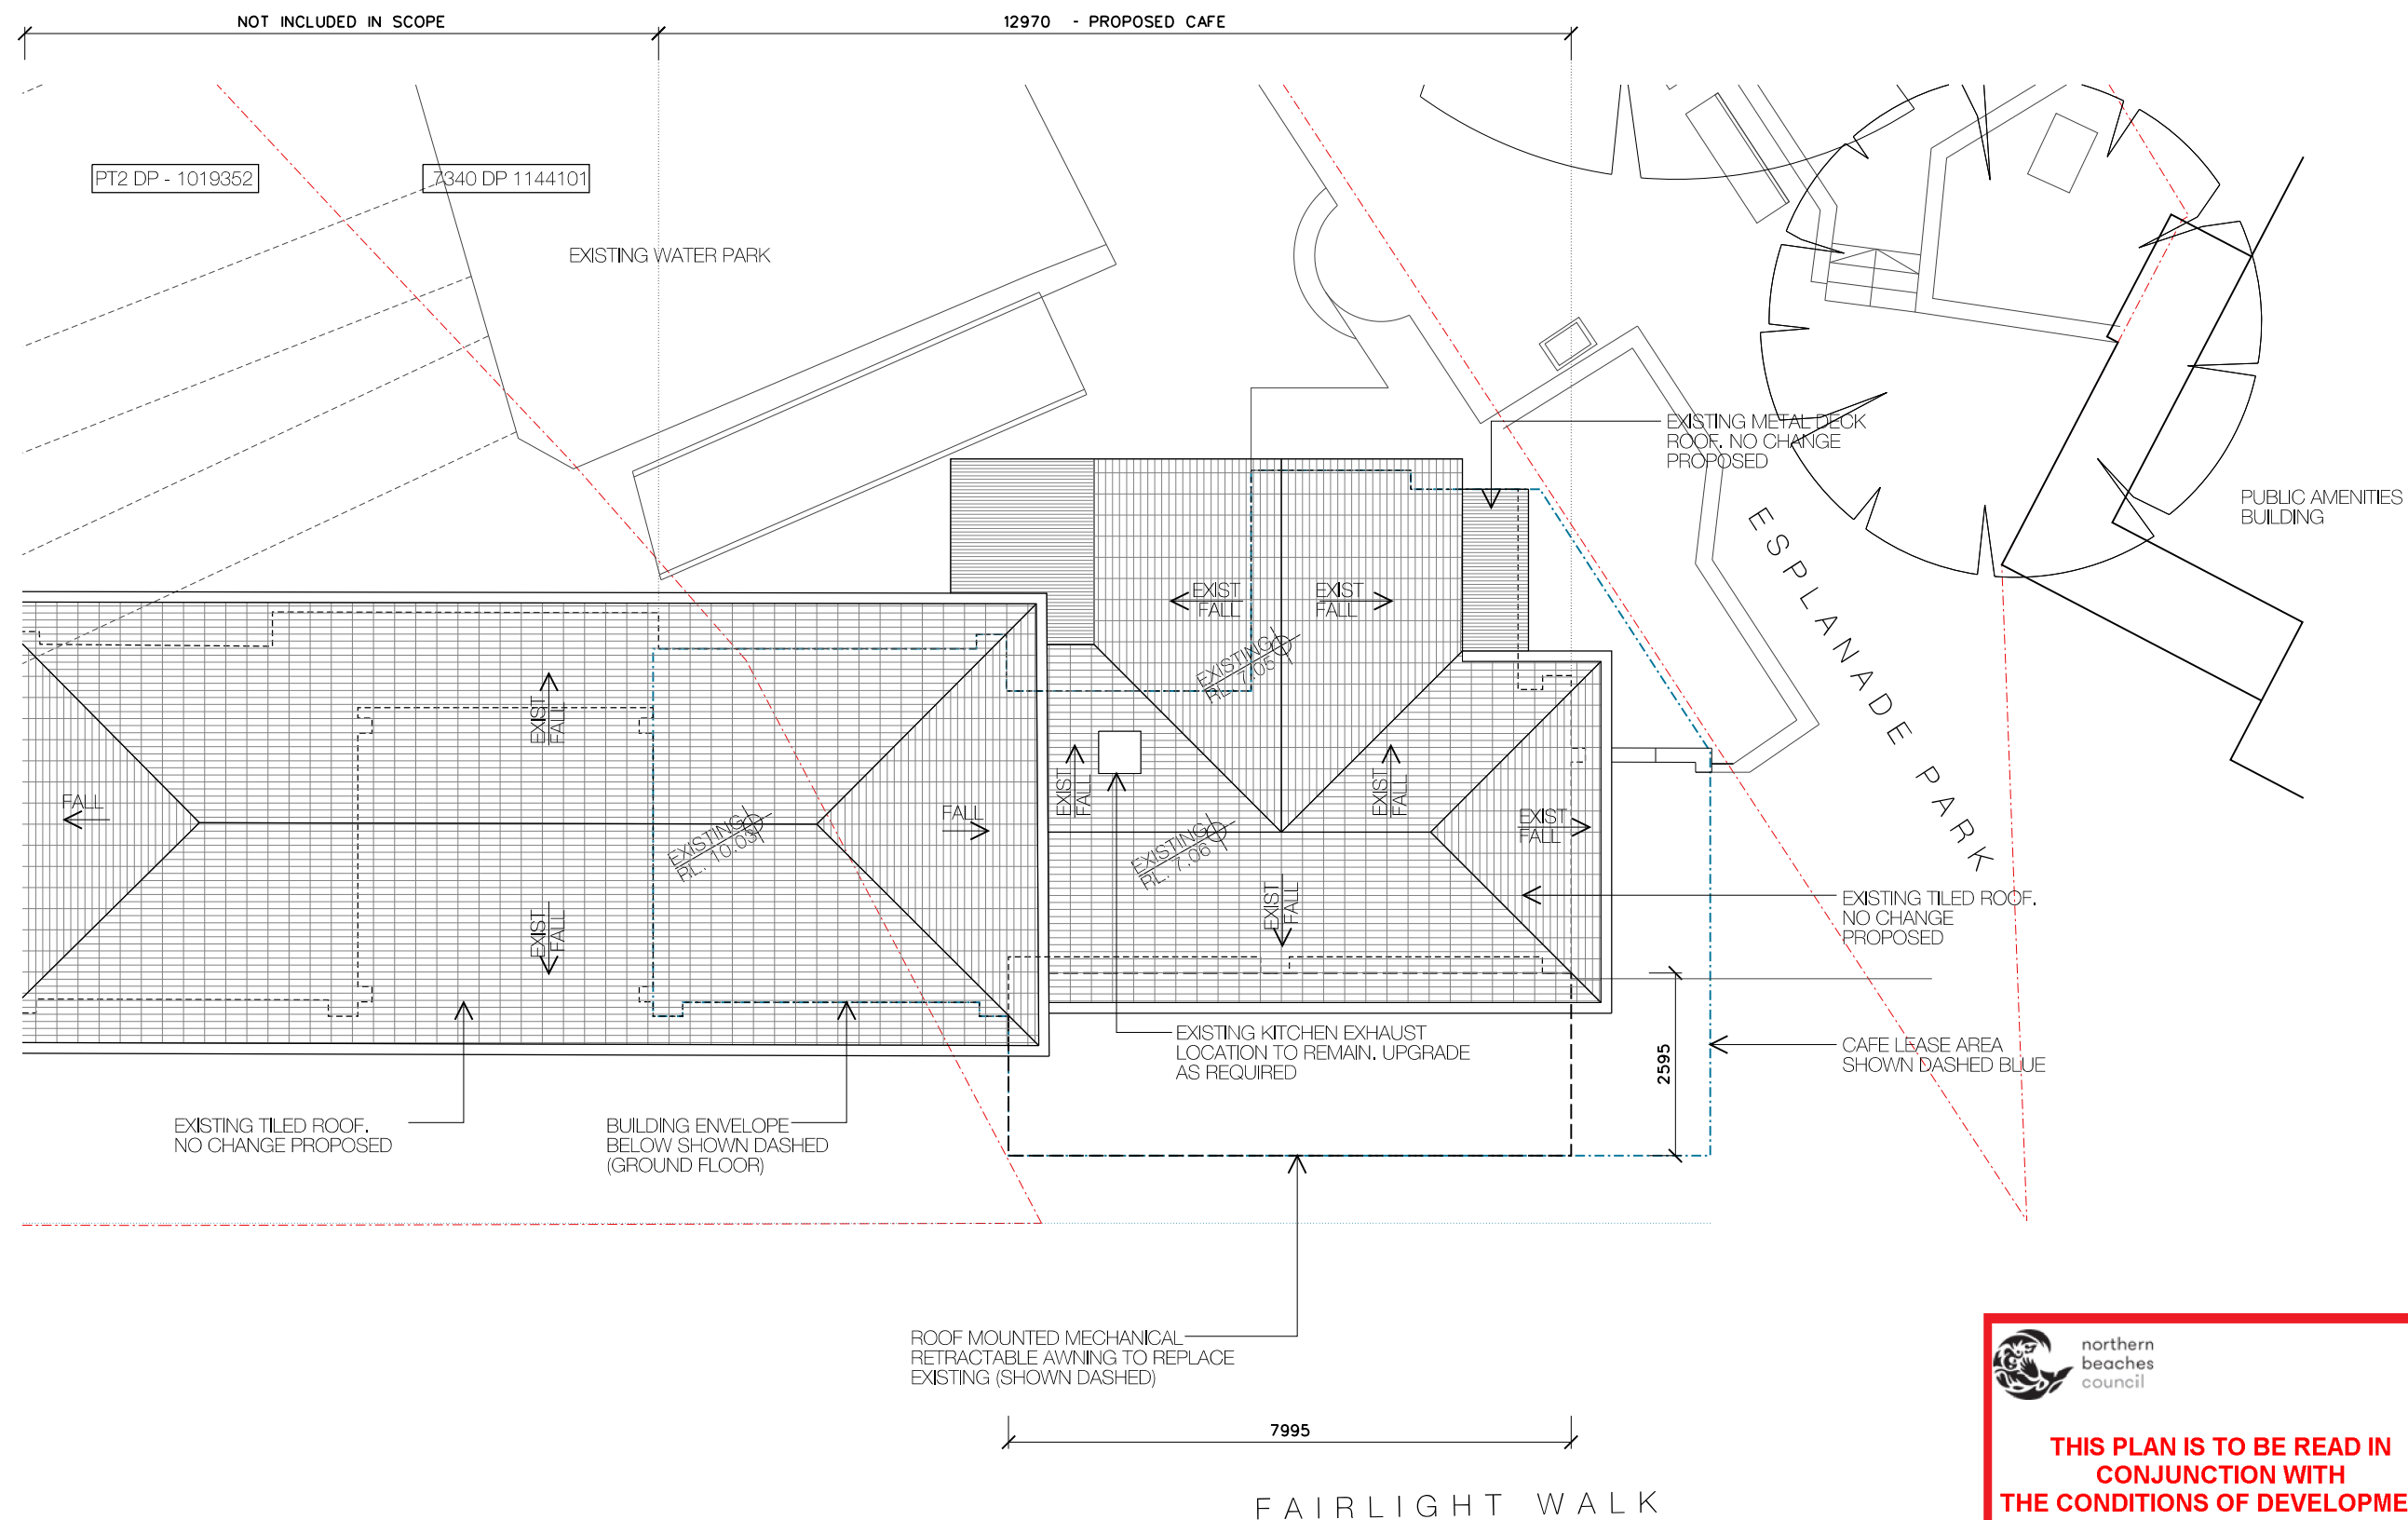 NOT INCLUDED IN SCOPE
12970 - PROPOSED CAFE
PT2 DP - 1019352
7340 DP 1144101
EXISTING WATER PARK
EXISTING METAL DECK
ROOF. NO CHANGE
PROPOSED
PUBLIC AMENITIES
BUILDING
ESPLANADE PARK
EXIST
FALL
EXIST
FALL
EXISTING
RL. 7.05
EXIST
FALL
EXIST
FALL
EXIST
FALL
FALL
FALL
EXIST
FALL
EXISTING
RL. 10.03
EXISTING
RL. 7.06
EXIST
FALL
EXIST
FALL
EXISTING TILED ROOF.
NO CHANGE
PROPOSED
EXISTING KITCHEN EXHAUST
LOCATION TO REMAIN. UPGRADE
AS REQUIRED
2595
CAFE LEASE AREA
SHOWN DASHED BLUE
EXISTING TILED ROOF.
NO CHANGE PROPOSED
BUILDING ENVELOPE
BELOW SHOWN DASHED
(GROUND FLOOR)
ROOF MOUNTED MECHANICAL
RETRACTABLE AWNING TO REPLACE
EXISTING (SHOWN DASHED)
7995
FAIRLIGHT WALK
northern
beaches
council
THIS PLAN IS TO BE READ IN
CONJUNCTION WITH
THE CONDITIONS OF DEVELOPME